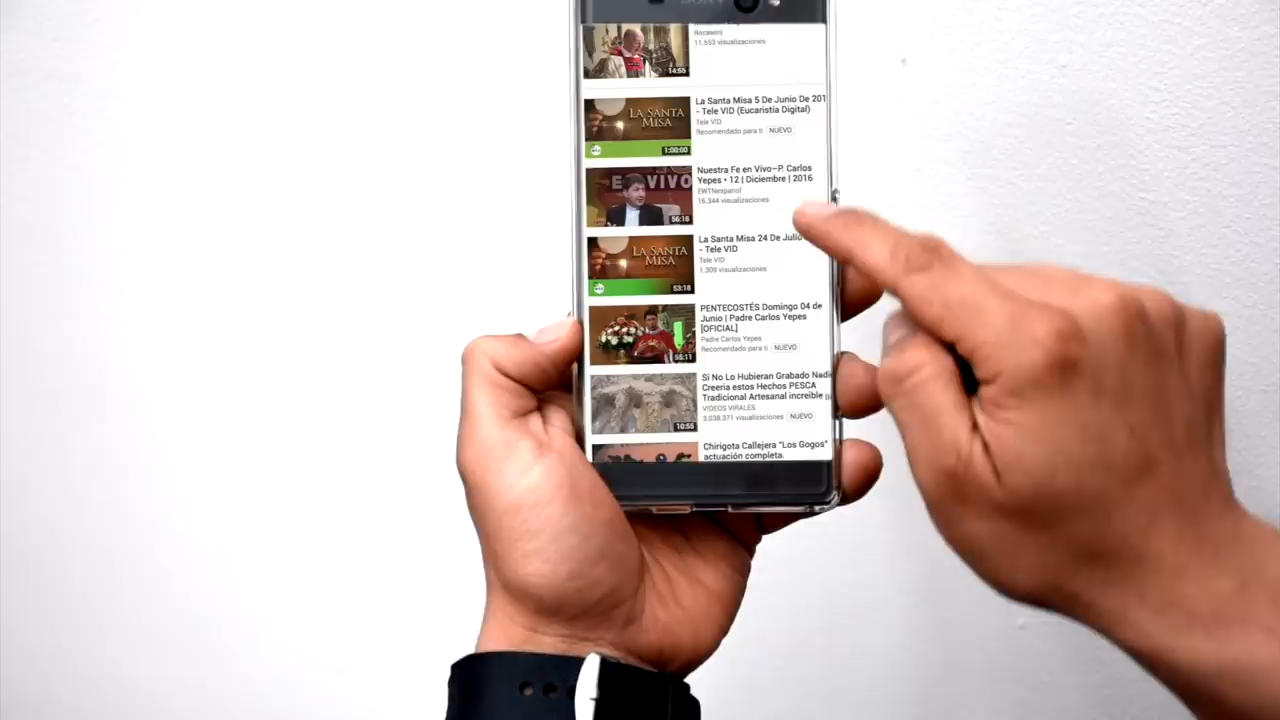 SONY
Rocawini
11.553 visualizaciones
14:55
LA SANTA
MISA
1:00:00
La Santa Misa 5 De Junio De 201
- Tele VID (Eucaristía Digital)
Tele VID
Recomendado para ti NUEVO
VIVO
56:18
Nuestra Fe en Vivo–P. Carlos
Yepes • 12 | Diciembre | 2016
EWTNespanol
16.344 visualizaciones
LA SANTA
MISA
53:18
La Santa Misa 24 De Julio
- Tele VID
Tele VID
1.309 visualizaciones
55:11
PENTECOSTÉS Domingo 04 de
Junio | Padre Carlos Yepes
[OFICIAL]
Padre Carlos Yepes
Recomendado para ti NUEVO
10:55
Si No Lo Hubieran Grabado Nadi
Creeria estos Hechos PESCA
Tradicional Artesanal increible
VIDEOS VIRALES
3.038.371 visualizaciones NUEVO
Chirigota Callejera "Los Gogos"
actuación completa.